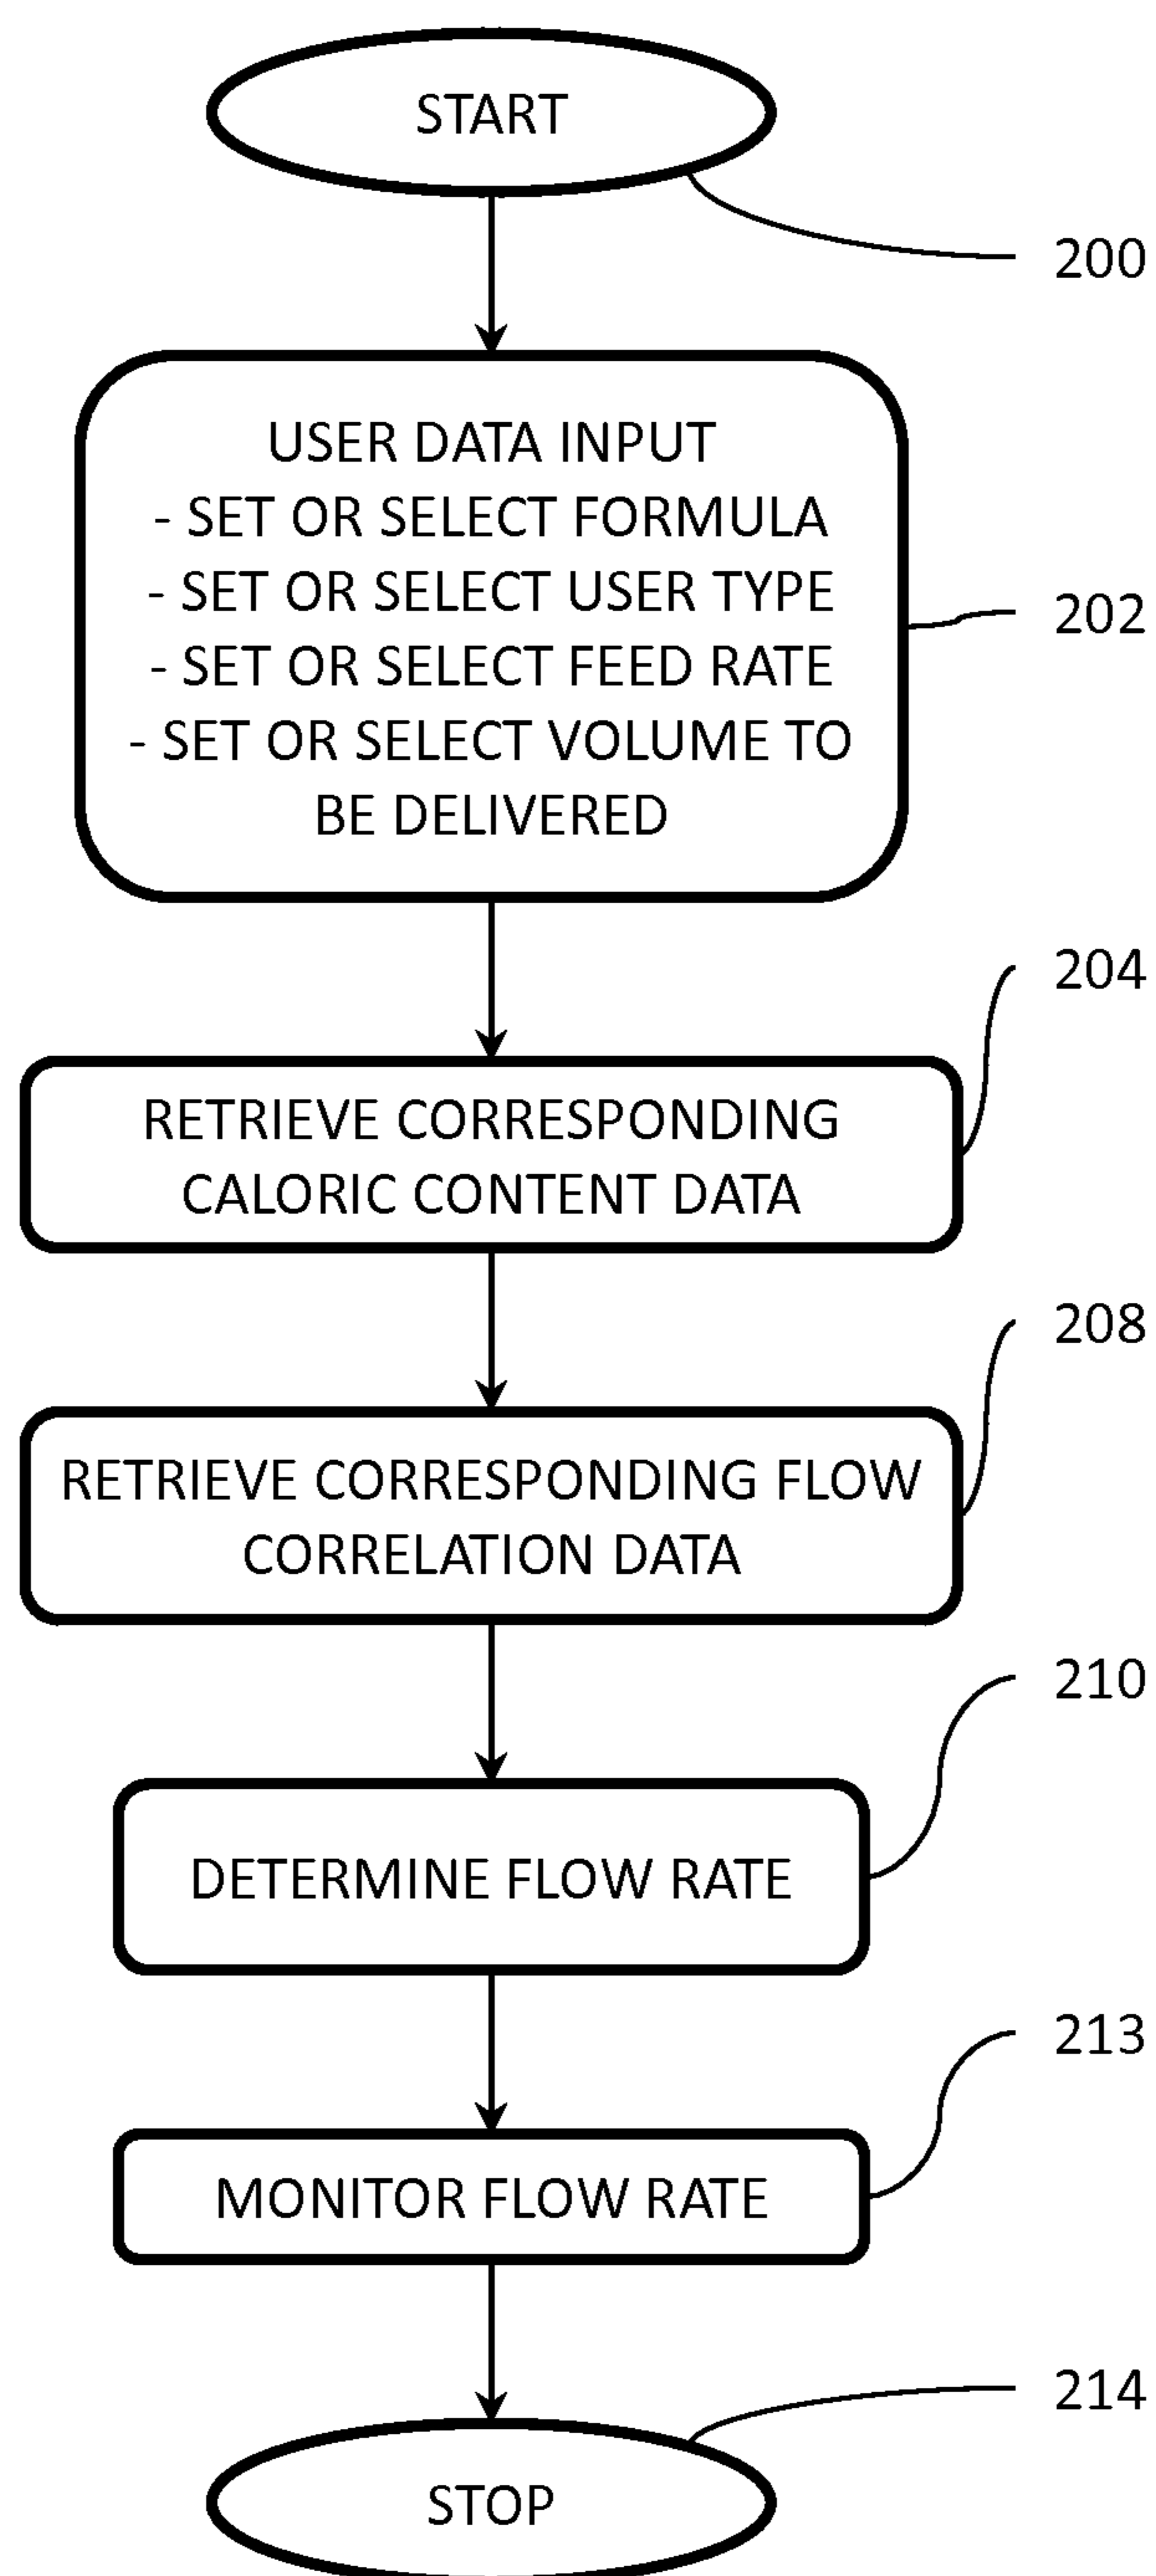 START
200
USER DATA INPUT
- SET OR SELECT FORMULA
- SET OR SELECT USER TYPE
202
- SET OR SELECT FEED RATE
- SET OR SELECT VOLUME TO
BE DELIVERED
204
RETRIEVE CORRESPONDING
CALORIC CONTENT DATA
208
RETRIEVE CORRESPONDING FLOW
CORRELATION DATA
210
DETERMINE FLOW RATE
213
MONITOR FLOW RATE
214
STOP